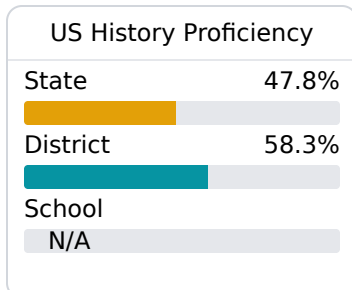 US History Proficiency
State 47.8%
District 58.3%
School
N/A